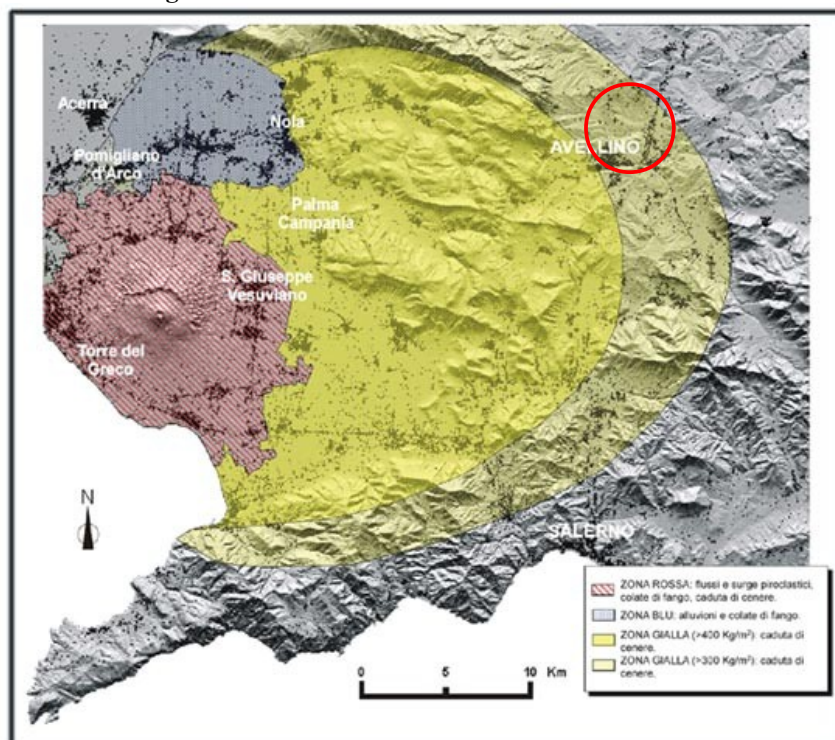 Acerra
Nola
Pomigliano
d'Arco
AVELLINO
Palma
Campania
S. Giuseppe
Vesuviano
Torre del
Greco
N
SALERNO
ZONA ROSSA: flussi e surge piroclastici,
colate di fango, caduta di cenere.
ZONA BLU: alluvioni e colate di fango.
ZONA GIALLA (>400 Kg/m²): caduta di
cenere.
ZONA GIALLA (>300 Kg/m²): caduta di
cenere.
0 5 10 Km